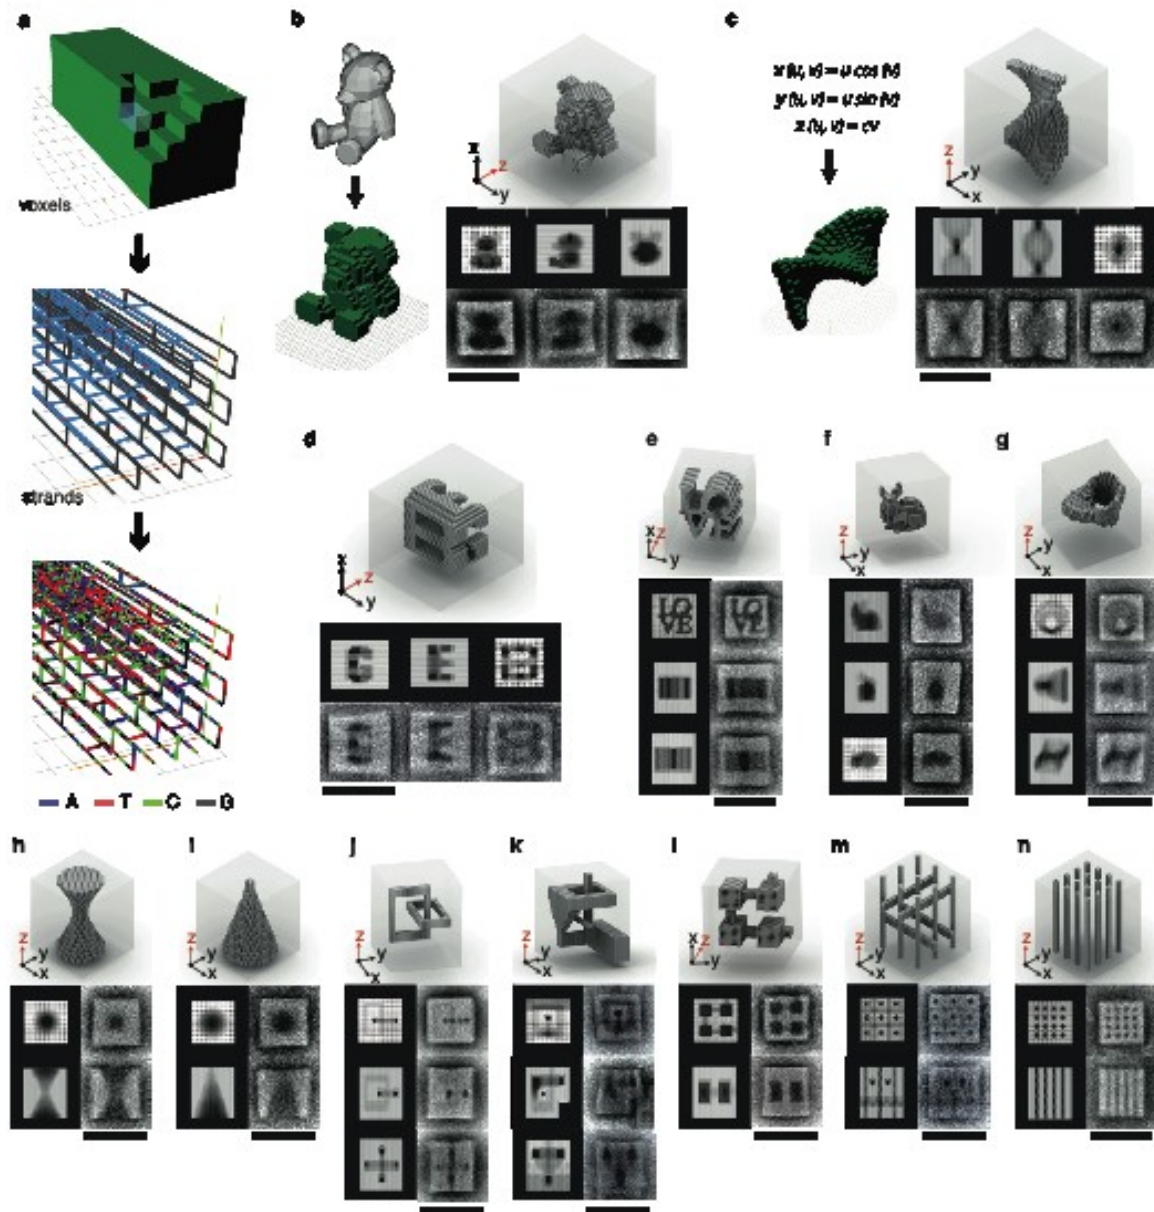 a
voxels
strands
A T C G
b
x
z
y
c
x (u, v) = u cos (v)
y (u, v) = u sin (v)
z (u, v) = cv
z
y
x
d
x
z
y
e
x
z
y
LO
VE
LO
VE
f
z
y
x
g
z
y
x
G E B
h
z
y
x
i
z
y
x
j
z
y
x
k
z
y
x
l
x
z
y
m
z
y
x
n
z
y
x